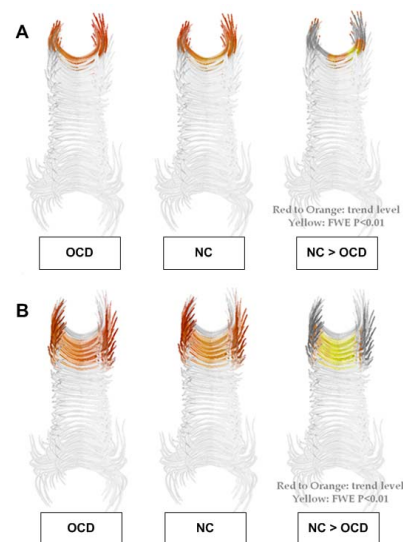 A
Red to Orange: trend level
Yellow: FWE P<0.01
OCD
NC
NC > OCD
B
Red to Orange: trend level
Yellow: FWE P<0.01
OCD
NC
NC > OCD